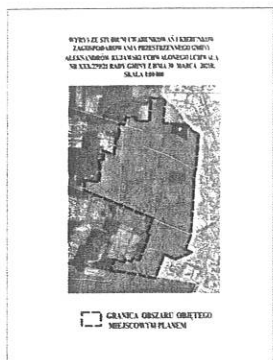 WYRYS ZE STUDIUM UWARUNKOWAŃ I KIERUNKÓW
ZAGOSPODAROWANIA PRZESTRZENNEGO GMINY
ALEKSANDRÓW KUJAWSKI UCHWALONEGO UCHWAŁĄ
RADY GMINY Z DNIA 30 MARCA
SKALA
GRANICA OBSZARU OBJĘTEGO
MIEJSCOWYM PLANEM